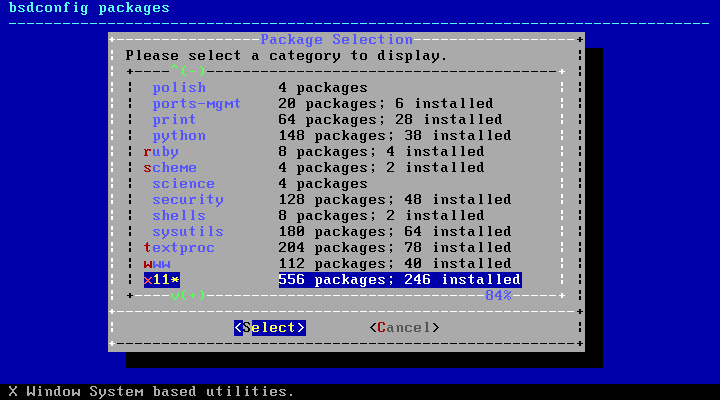 bsdconfig packages
Package Selection
Please select a category to display.
^(-)
polish 4 packages
ports-mgmt 20 packages; 6 installed
print 64 packages; 28 installed
python 148 packages; 38 installed
ruby 8 packages; 4 installed
scheme 4 packages; 2 installed
science 4 packages
security 128 packages; 48 installed
shells 8 packages; 2 installed
sysutils 180 packages; 64 installed
textproc 204 packages; 78 installed
www 112 packages; 40 installed
x11* 556 packages; 246 installed
v(+) 84%
<Select> <Cancel>
X Window System based utilities.